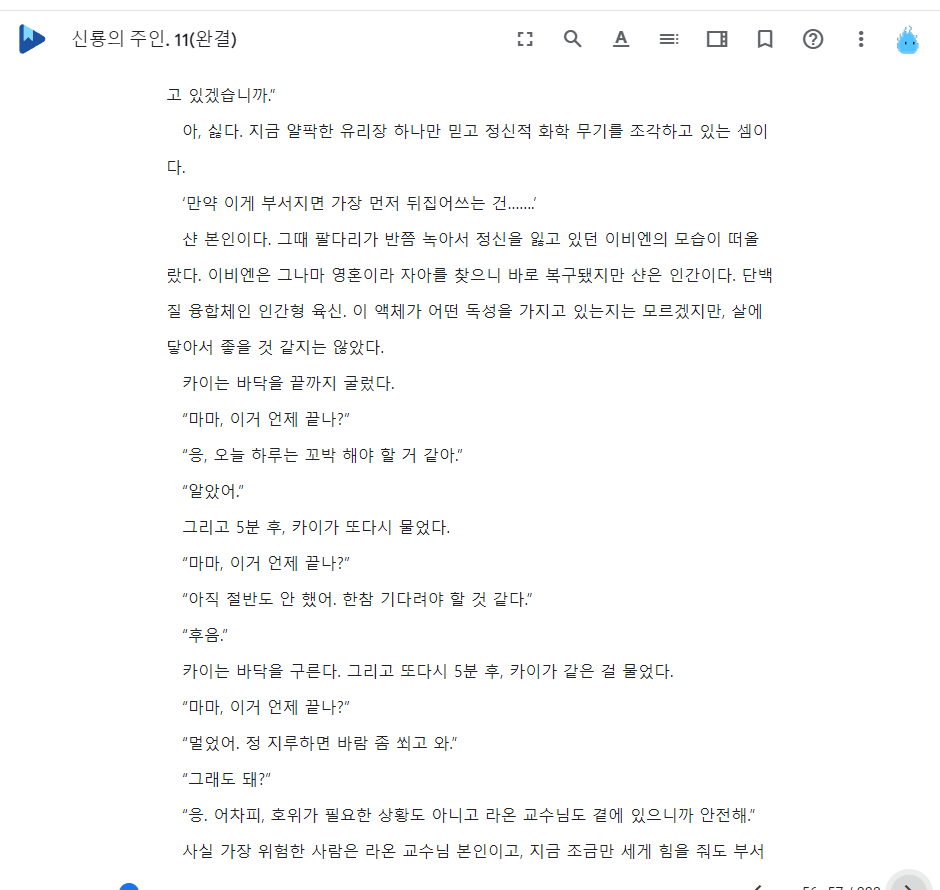 신룡의 주인. 11(완결)
고 있겠습니까.”
아, 싫다. 지금 얄팍한 유리장 하나만 믿고 정신적 화학 무기를 조각하고 있는 셈이
다.
‘만약 이게 부서지면 가장 먼저 뒤집어쓰는 건…….’
샨 본인이다. 그때 팔다리가 반쯤 녹아서 정신을 잃고 있던 이비엔의 모습이 떠올
랐다. 이비엔은 그나마 영혼이라 자아를 찾으니 바로 복구됐지만 샨은 인간이다. 단백
질 융합체인 인간형 육신. 이 액체가 어떤 독성을 가지고 있는지는 모르겠지만, 살에
닿아서 좋을 것 같지는 않았다.
카이는 바닥을 끝까지 굴렀다.
“마마, 이거 언제 끝나?”
“응, 오늘 하루는 꼬박 해야 할 거 같아.”
“알았어.”
그리고 5분 후, 카이가 또다시 물었다.
“마마, 이거 언제 끝나?”
“아직 절반도 안 했어. 한참 기다려야 할 것 같다.”
“후음.”
카이는 바닥을 구른다. 그리고 또다시 5분 후, 카이가 같은 걸 물었다.
“마마, 이거 언제 끝나?”
“멀었어. 정 지루하면 바람 좀 쐬고 와.”
“그래도 돼?”
“응. 어차피, 호위가 필요한 상황도 아니고 라온 교수님도 곁에 있으니까 안전해.”
사실 가장 위험한 사람은 라온 교수님 본인이고, 지금 조금만 세게 힘을 줘도 부서